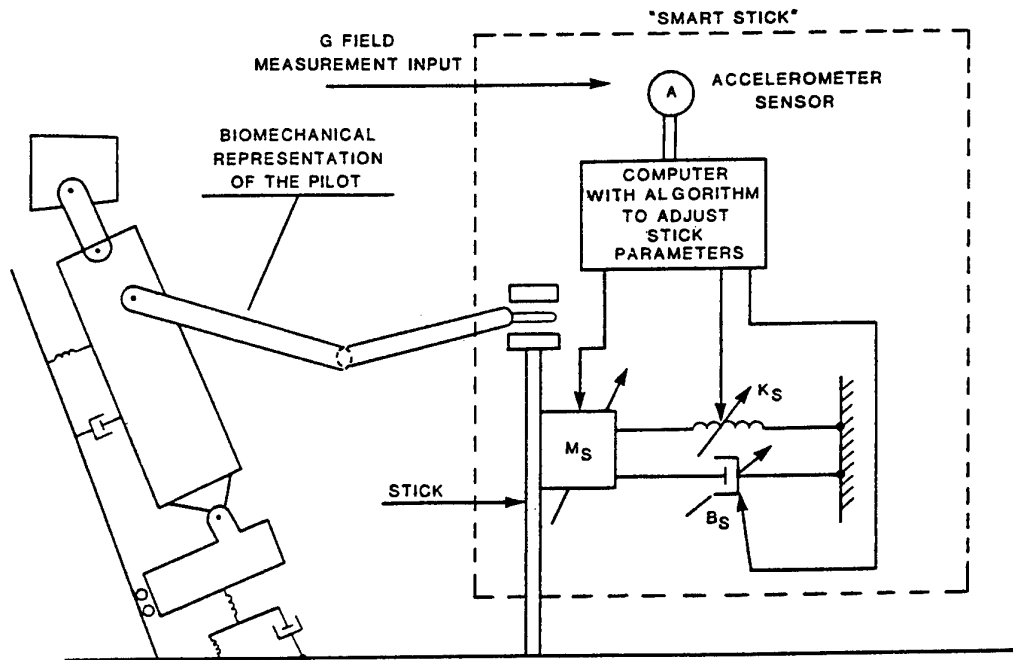 "SMART STICK"
G FIELD
MEASUREMENT INPUT
A
ACCELEROMETER
SENSOR
BIOMECHANICAL
REPRESENTATION
OF THE PILOT
COMPUTER
WITH ALGORITHM
TO ADJUST
STICK
PARAMETERS
KS
MS
STICK
BS